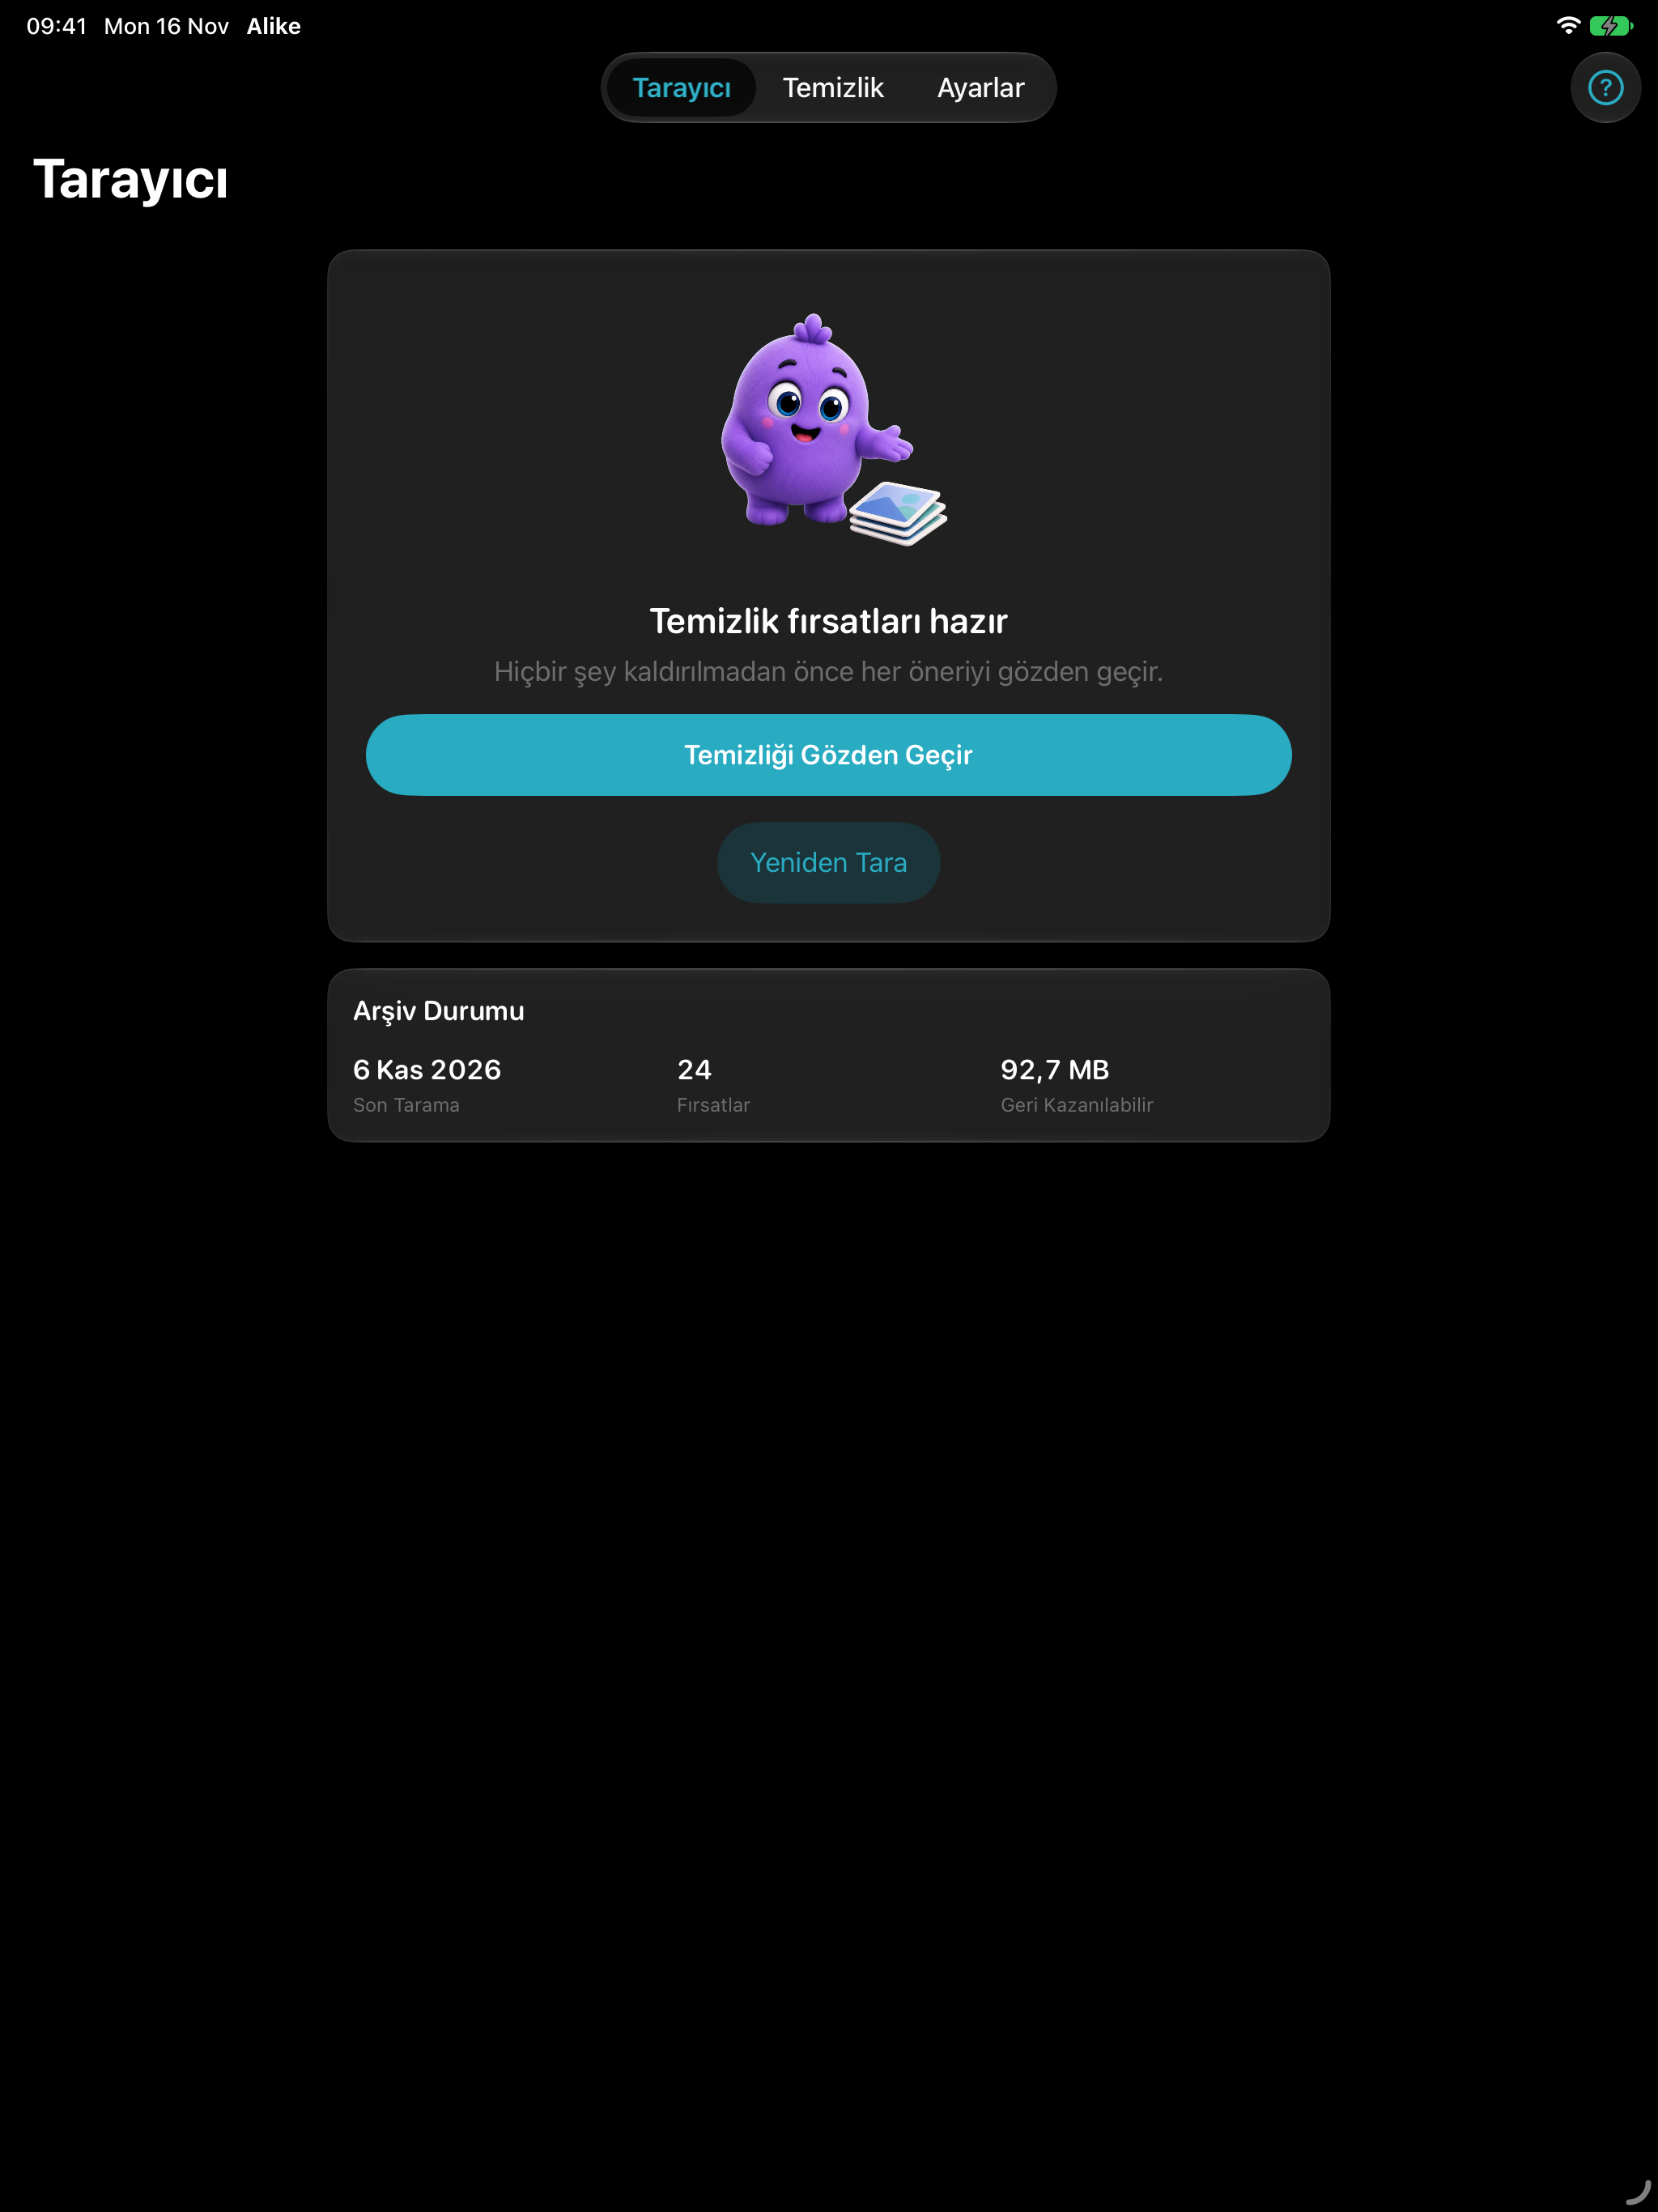 09:41 Mon 16 Nov Alike
Tarayıcı Temizlik Ayarlar ?
Tarayıcı
Temizlik fırsatları hazır
Hiçbir şey kaldırılmadan önce her öneriyi gözden geçir.
Temizliği Gözden Geçir
Yeniden Tara
Arşiv Durumu
6 Kas 2026 24 92,7 MB
Son Tarama Fırsatlar Geri Kazanılabilir